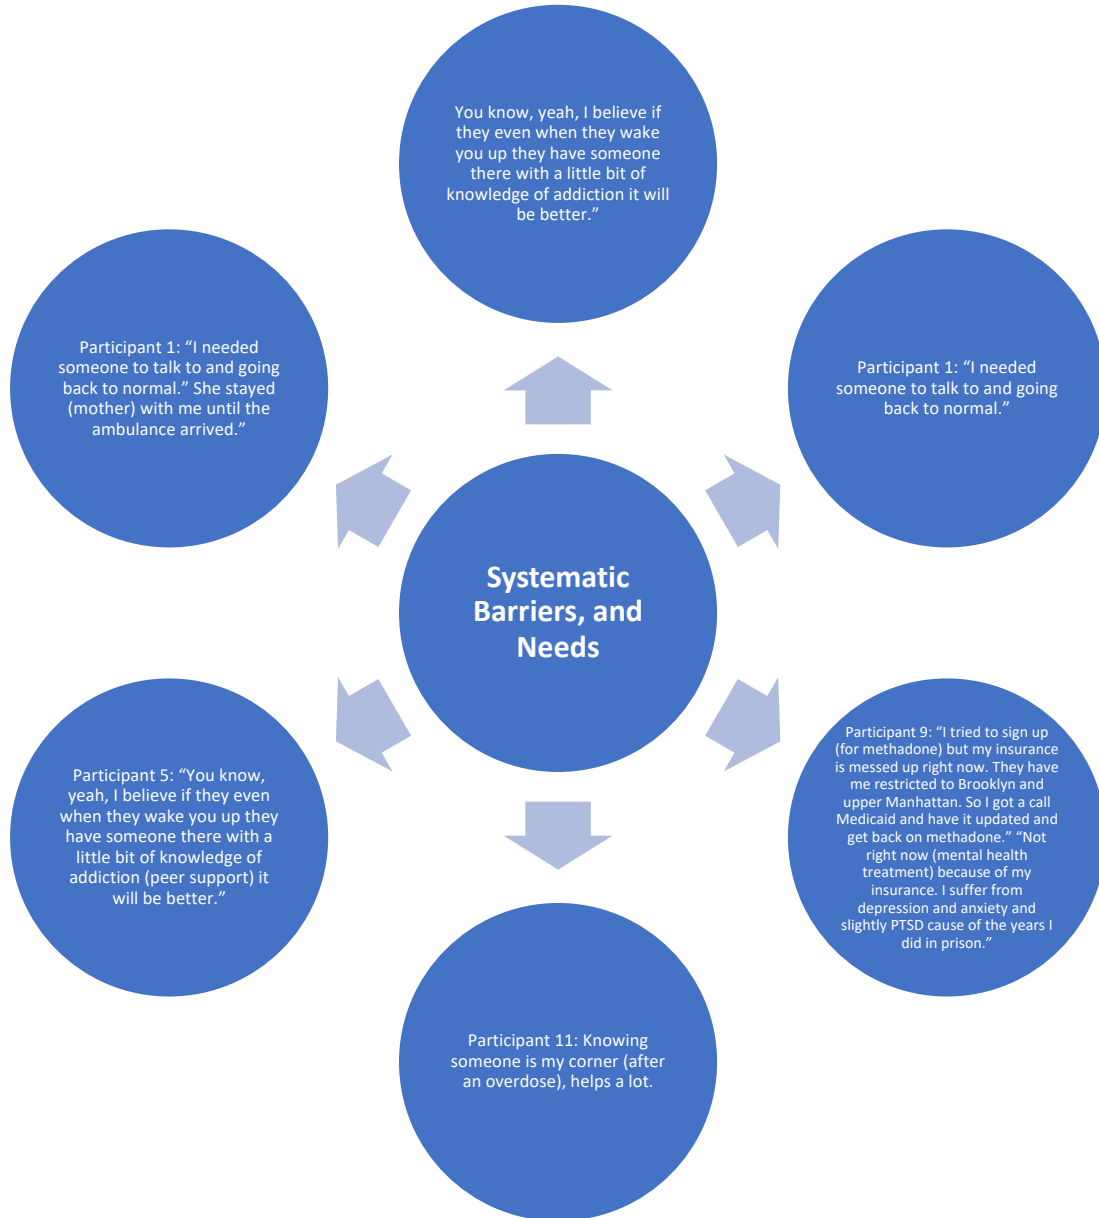 You know, yeah, I believe if
they even when they wake
you up they have someone
there with a little bit of
knowledge of addiction it will
be better.”
Participant 1: “I needed
someone to talk to and going
back to normal.” She stayed
(mother) with me until the
ambulance arrived.”
Participant 1: “I needed
someone to talk to and going
back to normal.”
Systematic
Barriers, and
Needs
Participant 5: “You know,
yeah, I believe if they even
when they wake you up they
have someone there with a
little bit of knowledge of
addiction (peer support) it
will be better.”
Participant 9: “I tried to sign up
(for methadone) but my insurance
is messed up right now. They have
me restricted to Brooklyn and
upper Manhattan. So I got a call
Medicaid and have it updated and
get back on methadone.” “Not
right now (mental health
treatment) because of my
insurance. I suffer from
depression and anxiety and
slightly PTSD cause of the years I
did in prison.”
Participant 11: Knowing
someone is my corner (after
an overdose), helps a lot.